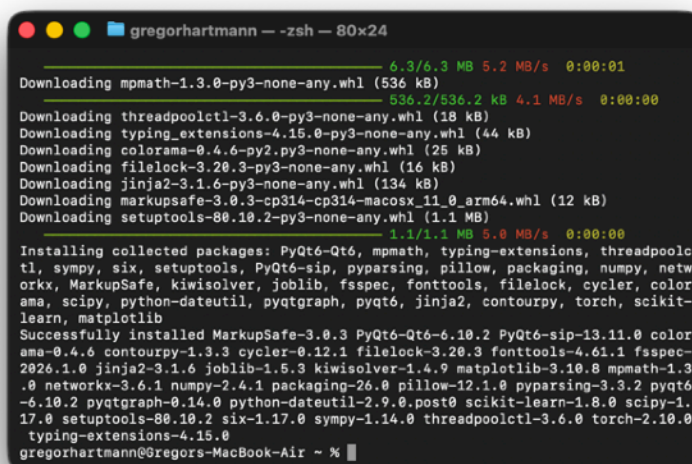 gregorhartmann — -zsh — 80×24
6.3/6.3 MB 5.2 MB/s 0:00:01
Downloading mpmath-1.3.0-py3-none-any.whl (536 kB)
536.2/536.2 kB 4.1 MB/s 0:00:00
Downloading threadpoolctl-3.6.0-py3-none-any.whl (18 kB)
Downloading typing_extensions-4.15.0-py3-none-any.whl (44 kB)
Downloading colorama-0.4.6-py2.py3-none-any.whl (25 kB)
Downloading filelock-3.20.3-py3-none-any.whl (16 kB)
Downloading jinja2-3.1.6-py3-none-any.whl (134 kB)
Downloading markupsafe-3.0.3-cp314-cp314-macosx_11_0_arm64.whl (12 kB)
Downloading setuptools-80.10.2-py3-none-any.whl (1.1 MB)
1.1/1.1 MB 5.0 MB/s 0:00:00
Installing collected packages: PyQt6-Qt6, mpmath, typing-extensions, threadpoolc
tl, sympy, six, setuptools, PyQt6-sip, pyparsing, pillow, packaging, numpy, netw
orkx, MarkupSafe, kiwisolver, joblib, fsspec, fonttools, filelock, cycler, color
ama, scipy, python-dateutil, pyqtgraph, pyqt6, jinja2, contourpy, torch, scikit-
learn, matplotlib
Successfully installed MarkupSafe-3.0.3 PyQt6-Qt6-6.10.2 PyQt6-sip-13.11.0 color
ama-0.4.6 contourpy-1.3.3 cycler-0.12.1 filelock-3.20.3 fonttools-4.61.1 fsspec-
2026.1.0 jinja2-3.1.6 joblib-1.5.3 kiwisolver-1.4.9 matplotlib-3.10.8 mpmath-1.3
.0 networkx-3.6.1 numpy-2.4.1 packaging-26.0 pillow-12.1.0 pyparsing-3.3.2 pyqt6
-6.10.2 pyqtgraph-0.14.0 python-dateutil-2.9.0.post0 scikit-learn-1.8.0 scipy-1.
17.0 setuptools-80.10.2 six-1.17.0 sympy-1.14.0 threadpoolctl-3.6.0 torch-2.10.0
typing-extensions-4.15.0
gregorhartmann@Gregors-MacBook-Air ~ %